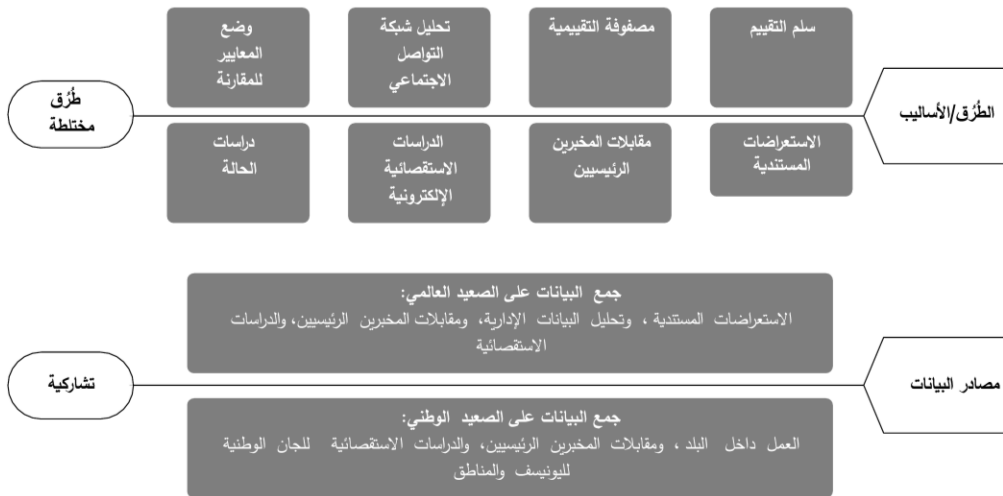 الطُرُق/الأساليب
سلم التقييم
مصفوفة التقييمية
تحليل شبكة
التواصل
الاجتماعي
وضع
المعايير
للمقارنة
طُرُق
مختلطة
الاستعراضات
المستندية
مقابلات المخبرين
الرئيسيين
الدراسات
الاستقصائية
الإلكترونية
دراسات
الحالة
مصادر البيانات
جمع البيانات على الصعيد العالمي:
الاستعراضات المستندية ، وتحليل البيانات الإدارية، ومقابلات المخبرين الرئيسيين، والدراسات
الاستقصائية
تشاركية
جمع البيانات على الصعيد الوطني:
العمل داخل البلد ، ومقابلات المخبرين الرئيسيين، والدراسات الاستقصائية للجان الوطنية
لليونيسف والمناطق